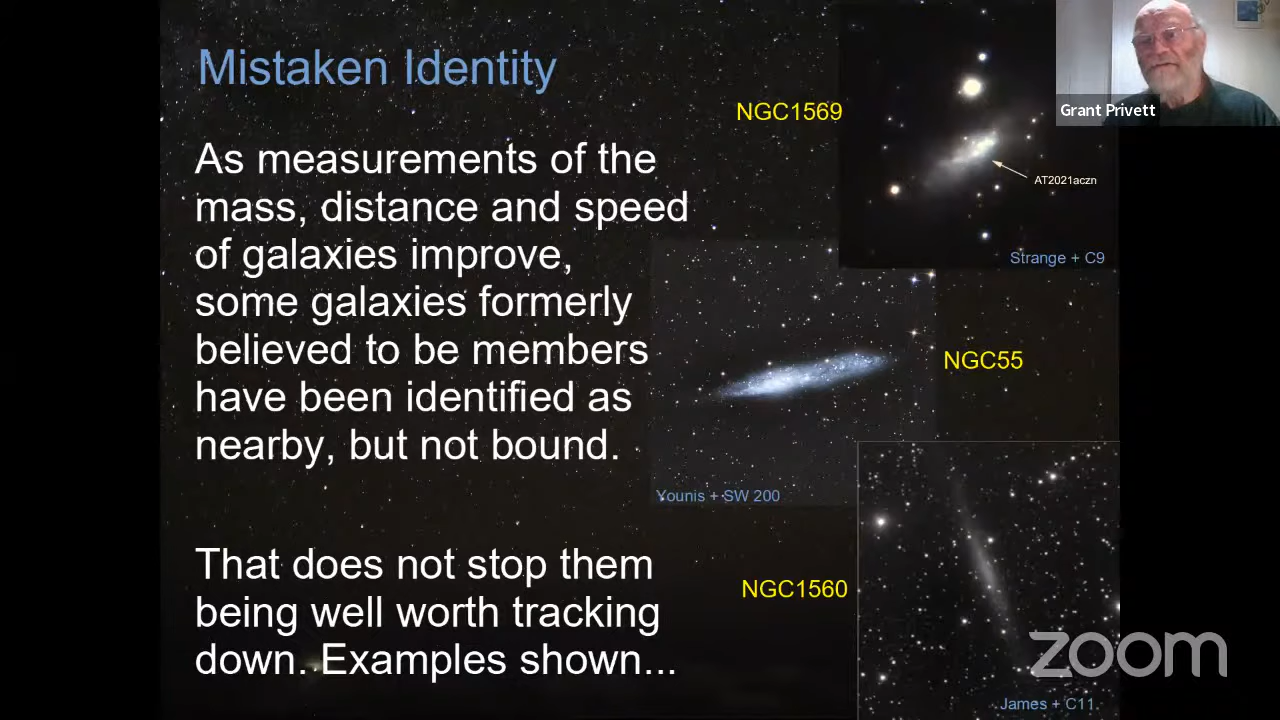 Mistaken Identity
As measurements of the
mass, distance and speed
of galaxies improve,
some galaxies formerly
believed to be members
have been identified as
nearby, but not bound.
That does not stop them
being well worth tracking
down. Examples shown...
NGC1569
AT2021aczn
Strange + C9
NGC55
Younis + SW 200
NGC1560
James + C11
Grant Privett
zoom